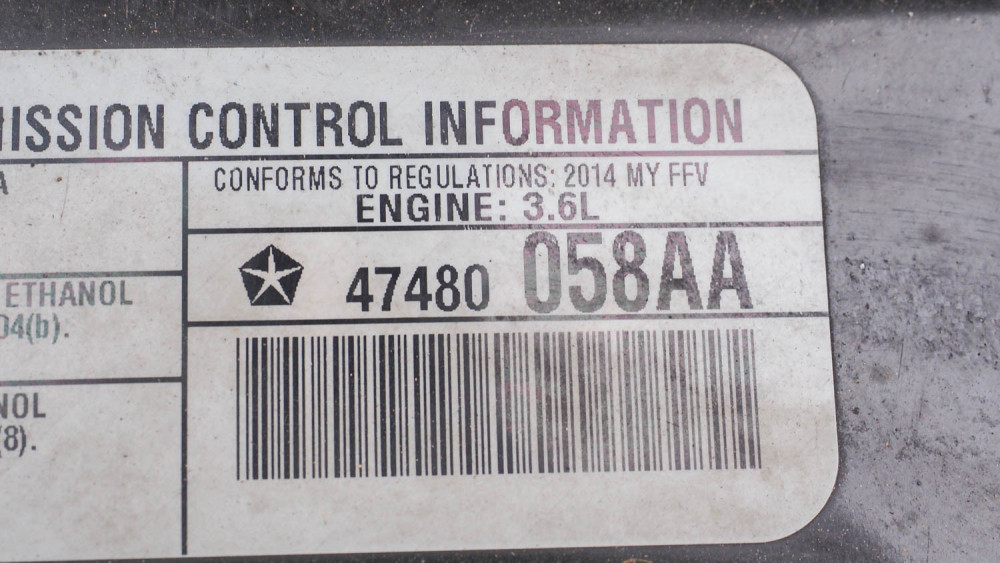 ISSION CONTROL INFORMATION
A
CONFORMS TO REGULATIONS: 2014 MY FFV
ENGINE: 3.6L
47480 058AA
ETHANOL
04(b).
NOL
(8).